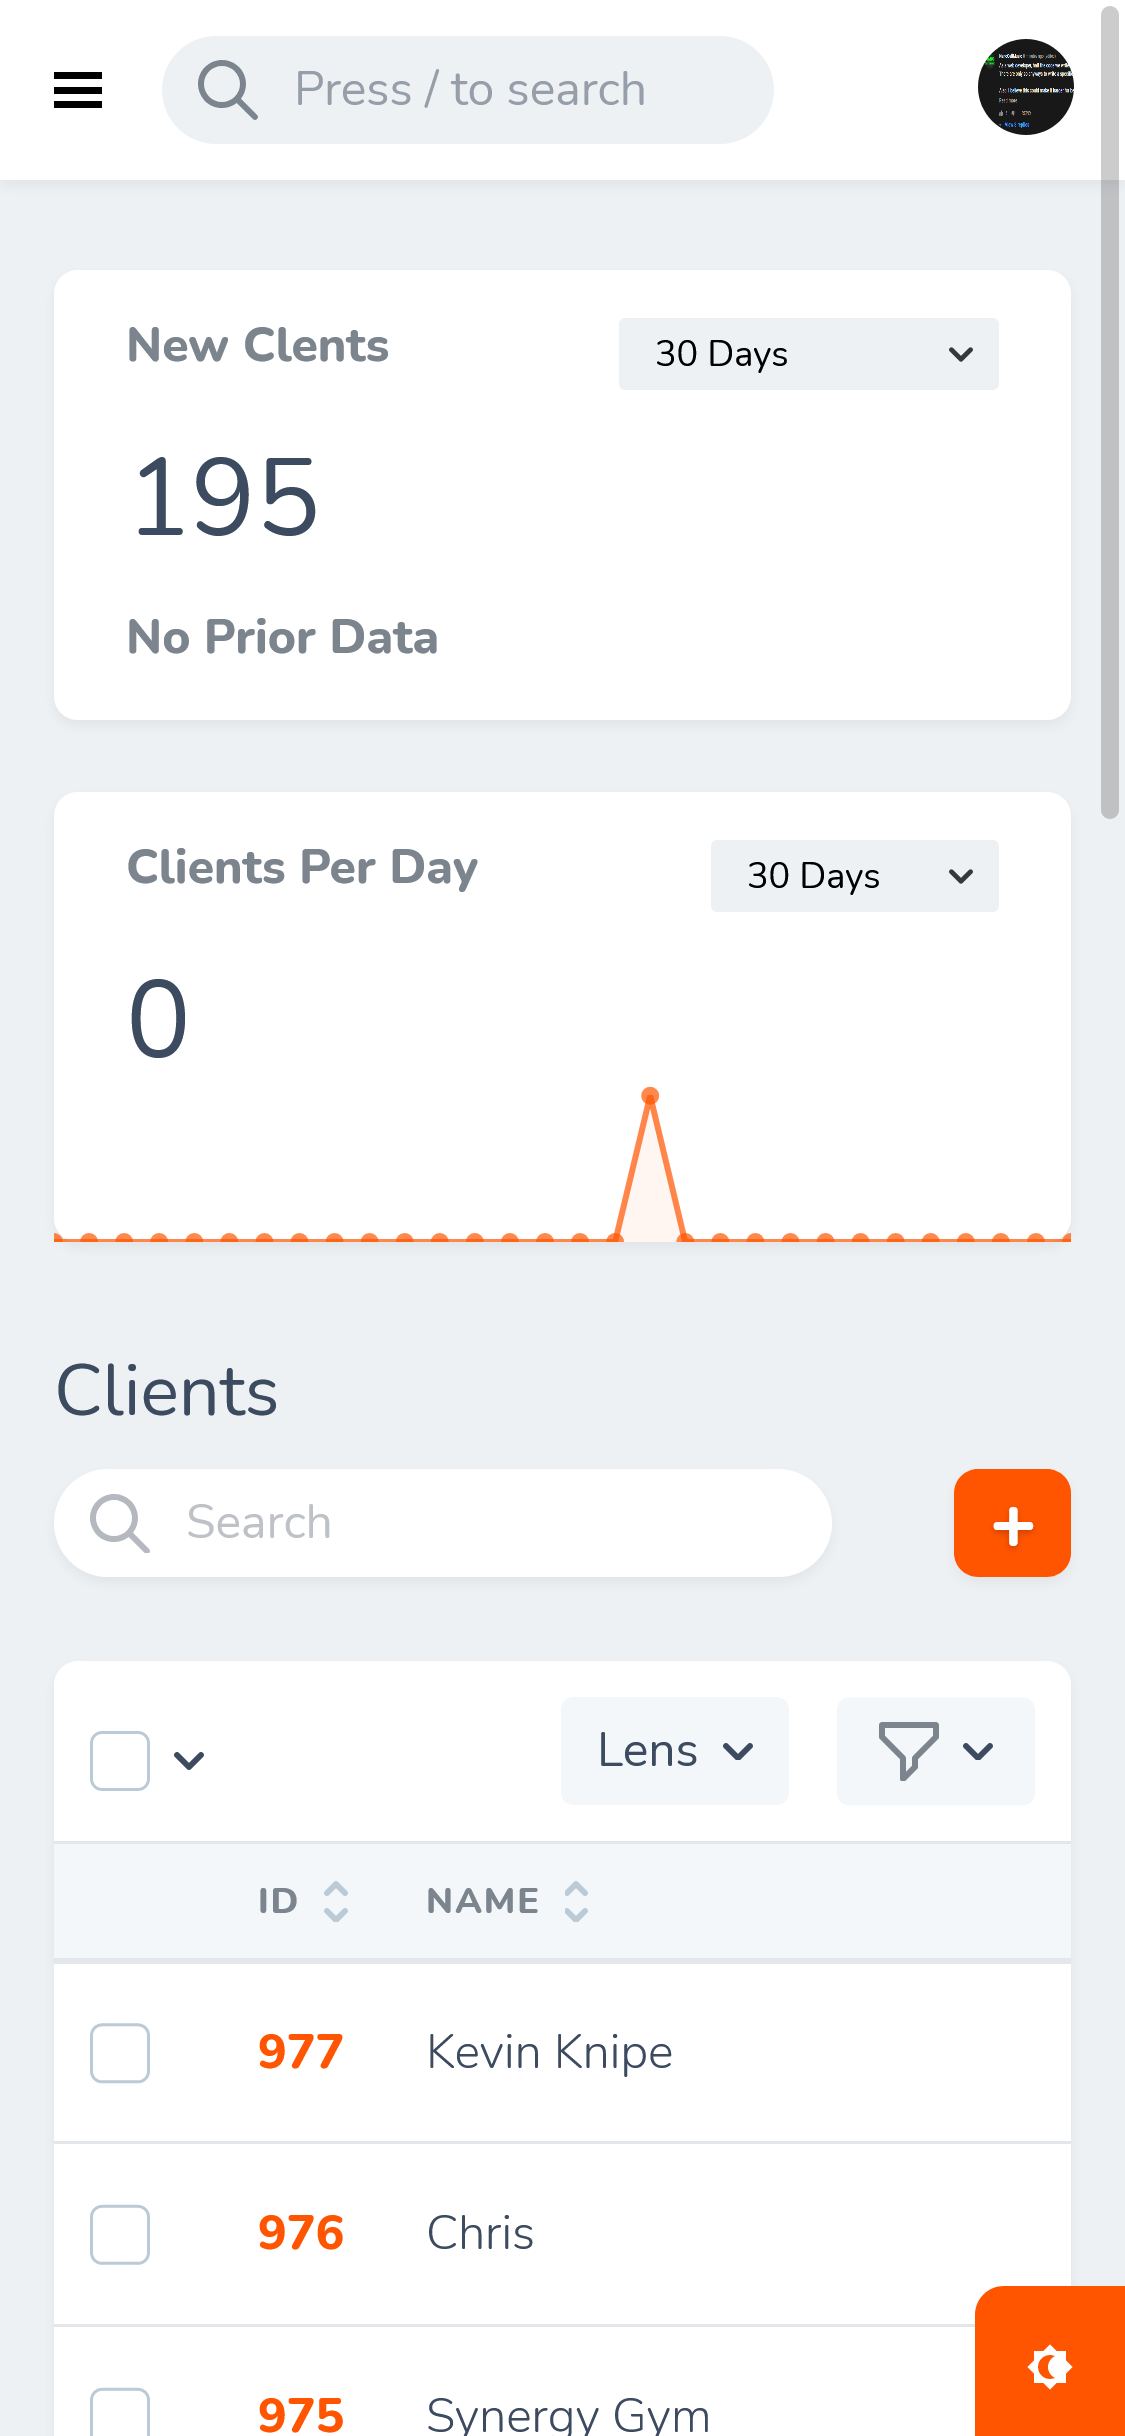 Press / to search
New Clents
30 Days
195
No Prior Data
Clients Per Day
30 Days
0
Clients
Search
Lens
ID NAME
977 Kevin Knipe
976 Chris
975 Synergy Gym